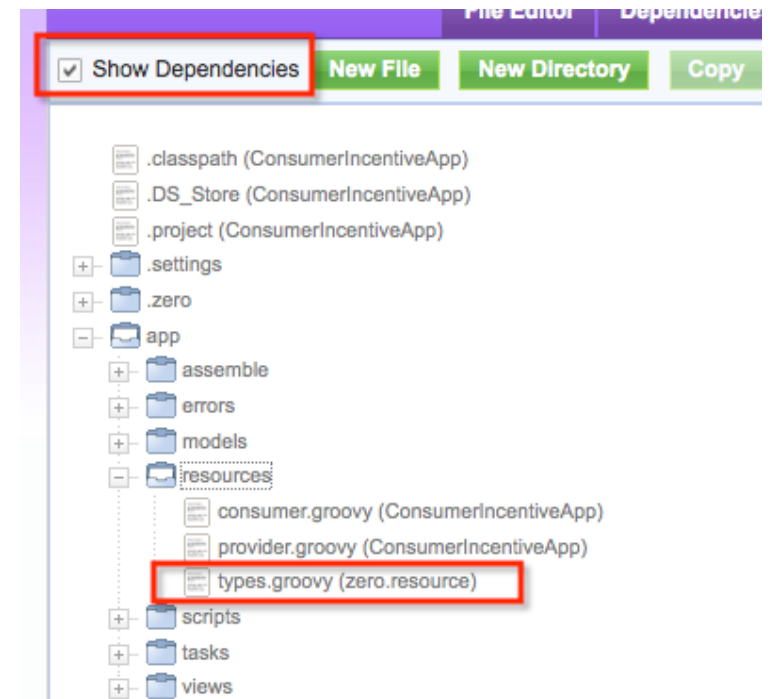 File Editor Dependencie
Show Dependencies New File New Directory Copy
.classpath (ConsumerIncentiveApp)
.DS_Store (ConsumerIncentiveApp)
.project (ConsumerIncentiveApp)
.settings
.zero
app
assemble
errors
models
resources
consumer.groovy (ConsumerIncentiveApp)
provider.groovy (ConsumerIncentiveApp)
types.groovy (zero.resource)
scripts
tasks
views